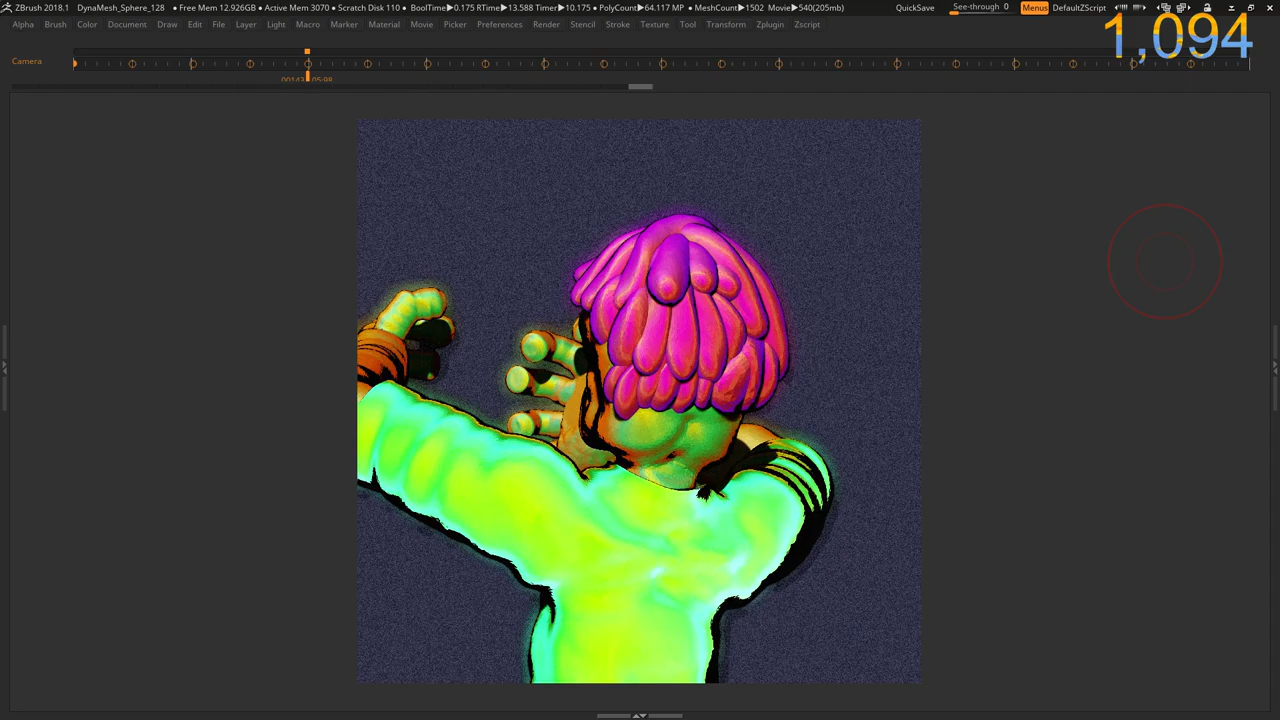 ZBrush 2018.1 DynaMesh_Sphere_128 • Free Mem 12.926GB • Active Mem 3070 • Scratch Disk 110 • BoolTime▶0.175 RTime▶13.588 Timer▶10.175 • PolyCount▶64.117 MP • MeshCount▶1502 Movie▶540(205mb) QuickSave See-through 0 Menus DefaultZScript
Alpha Brush Color Document Draw Edit File Layer Light Macro Marker Material Movie Picker Preferences Render Stencil Stroke Texture Tool Transform Zplugin Zscript
1,094
Camera